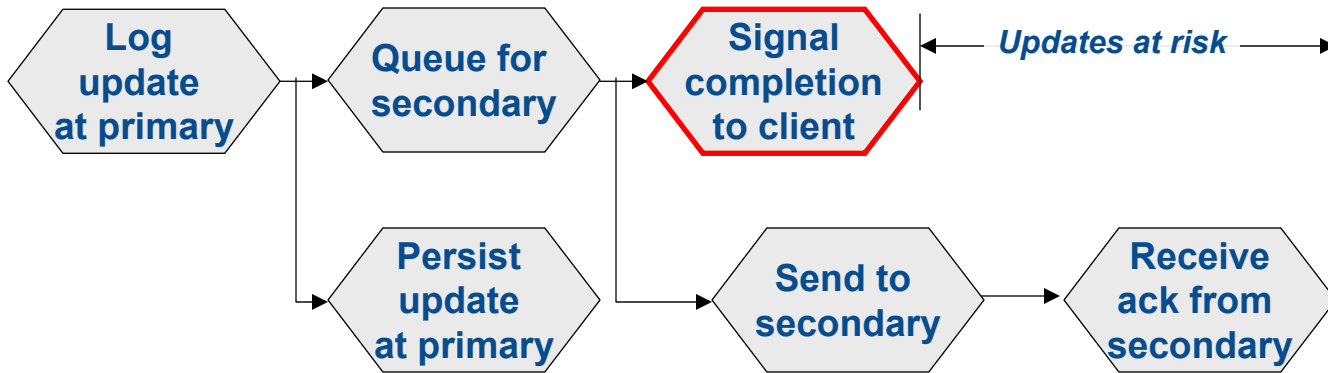 Log
update
at primary
Queue for
secondary
Signal
completion
to client
Updates at risk
Persist
update
at primary
Send to
secondary
Receive
ack from
secondary